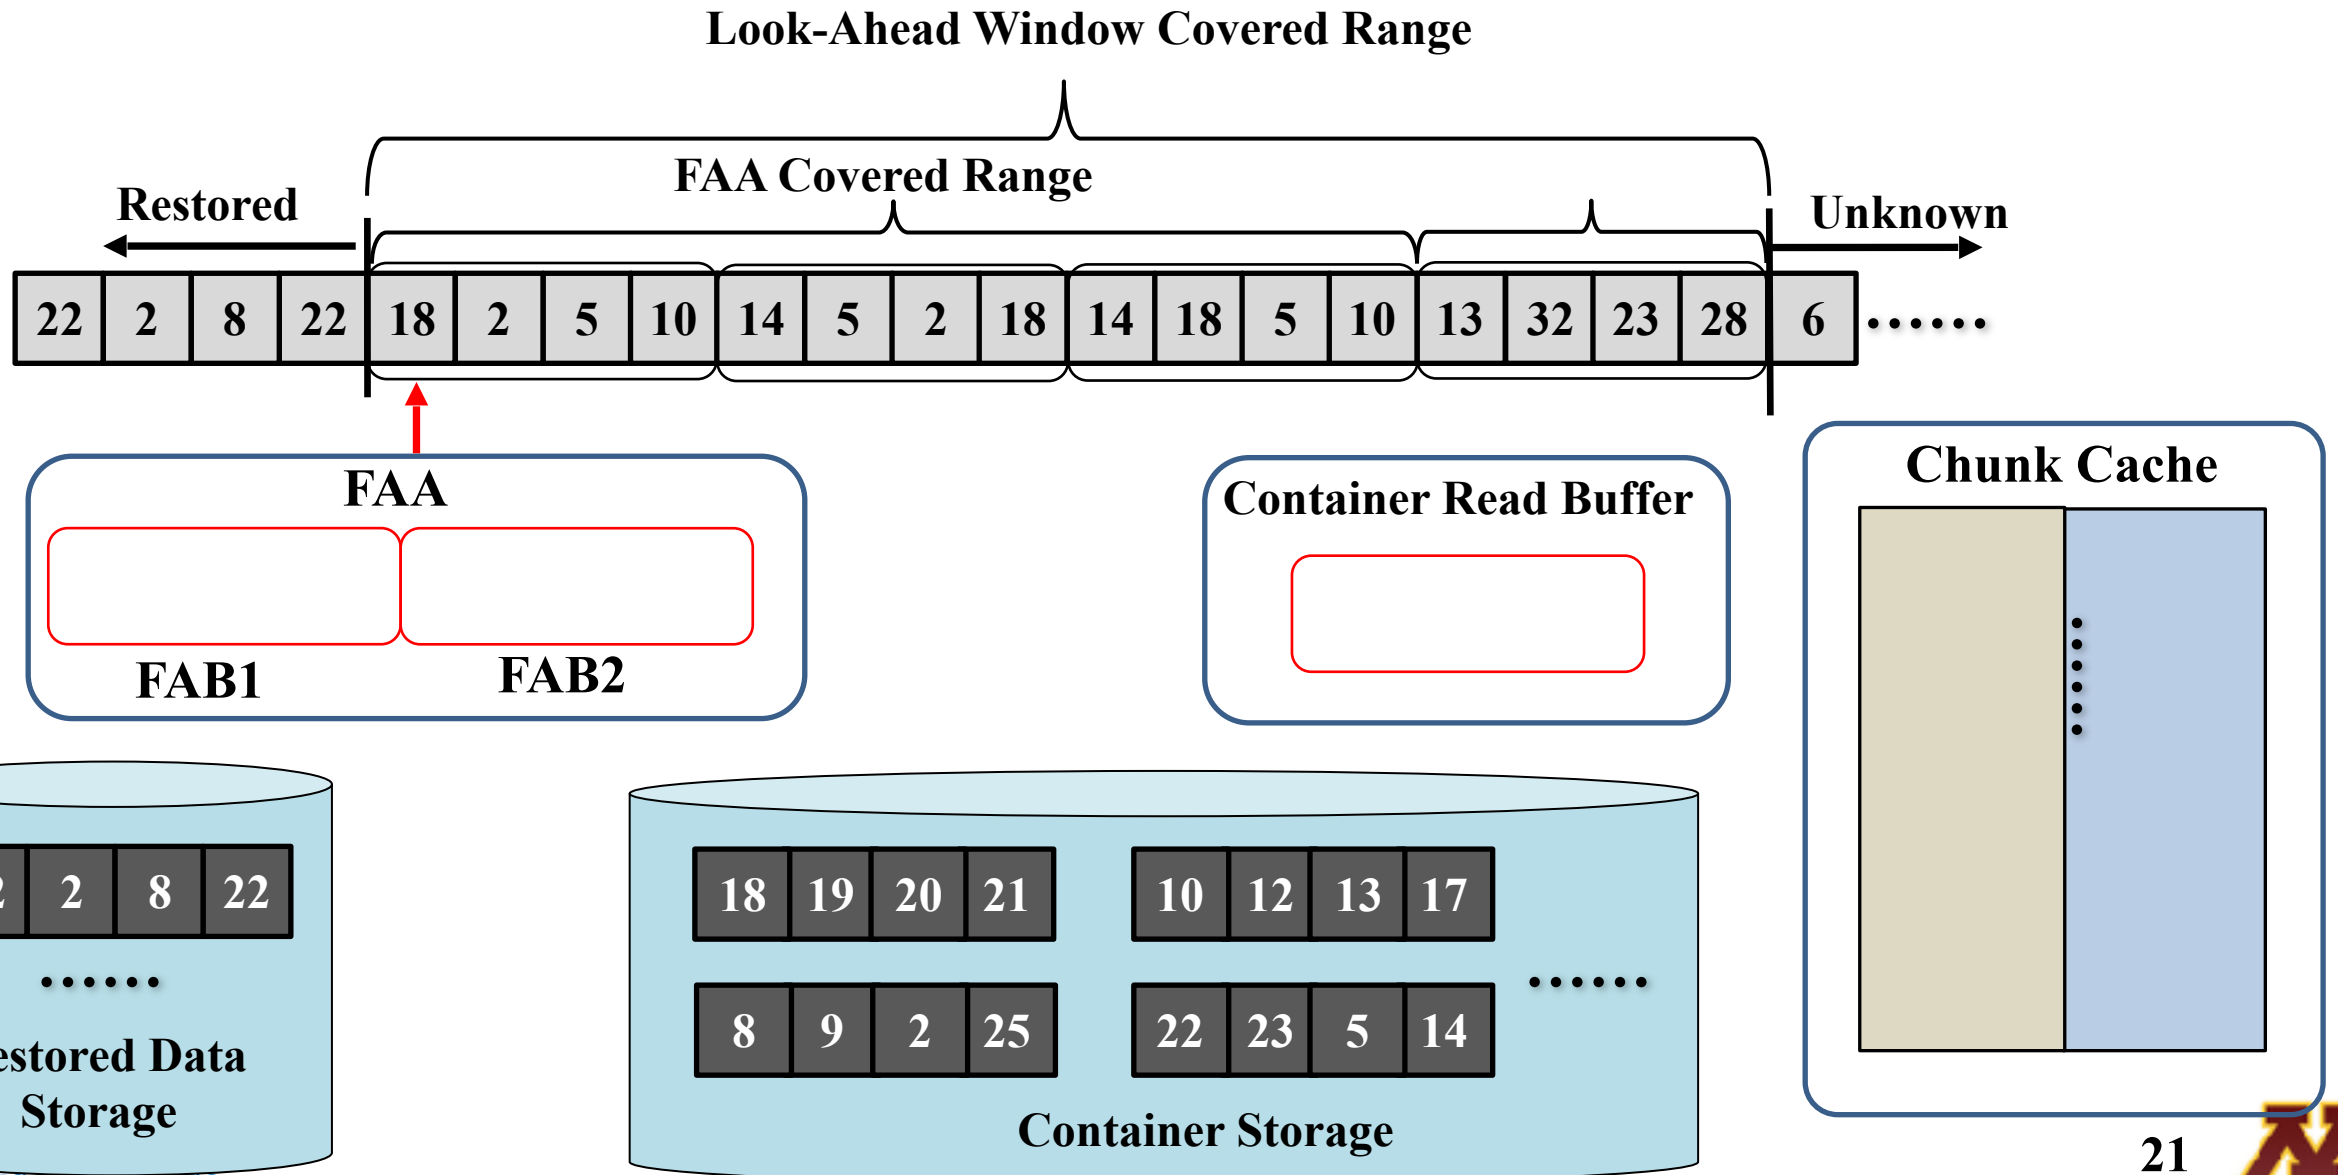 Look-Ahead Window Covered Range
FAA Covered Range
Restored
Unknown
22 2 8 22 18 2 5 10 14 5 2 18 14 18 5 10 13 32 23 28 6 ......
FAA
FAB1 FAB2
Container Read Buffer
Chunk Cache
......
2 8 22
......
Storage
Data
18 19 20 21
10 12 13 17
8 9 2 25
22 23 5 14
......
Container Storage
21